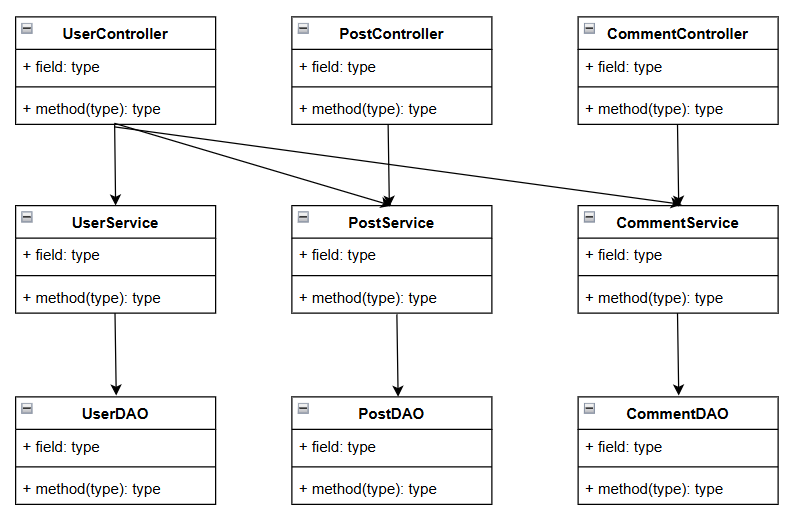 UserController
+ field: type
+ method(type): type
PostController
+ field: type
+ method(type): type
CommentController
+ field: type
+ method(type): type
UserService
+ field: type
+ method(type): type
PostService
+ field: type
+ method(type): type
CommentService
+ field: type
+ method(type): type
UserDAO
+ field: type
+ method(type): type
PostDAO
+ field: type
+ method(type): type
CommentDAO
+ field: type
+ method(type): type